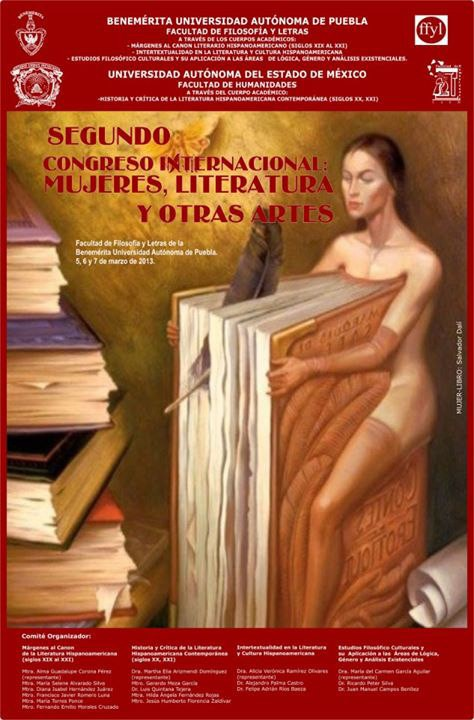 BENEMÉRITA UNIVERSIDAD AUTÓNOMA DE PUEBLA
FACULTAD DE FILOSOFÍA Y LETRAS
A TRAVÉS DE LOS CUERPOS ACADÉMICOS:
- MÁRGENES AL CANON LITERARIO HISPANOAMERICANO (SIGLOS XIX AL XXI)
- INTERTEXTUALIDAD EN LA LITERATURA Y CULTURA HISPANOAMERICANA
- ESTUDIOS FILOSÓFICO CULTURALES Y SU APLICACIÓN A LAS ÁREAS DE LÓGICA, GÉNERO Y ANÁLISIS EXISTENCIALES.
UNIVERSIDAD AUTÓNOMA DEL ESTADO DE MÉXICO
FACULTAD DE HUMANIDADES
A TRAVÉS DEL CUERPO ACADÉMICO:
-HISTORIA Y CRÍTICA DE LA LITERATURA HISPANOAMERICANA CONTEMPORÁNEA (SIGLOS XX, XXI)
ffyl
SEGUNDO
CONGRESO INTERNACIONAL:
MUJERES, LITERATURA
Y OTRAS ARTES
Facultad de Filosofía y Letras de la
Benemérita Universidad Autónoma de Puebla.
5, 6 y 7 de marzo de 2013.
MUJER-LIBRO: Salvador Dalí
CONTES
EROTIQUES
Comité Organizador:
Márgenes al Canon
de la Literatura Hispanoamericana
(siglos XIX al XXI)
Mtra. Alma Guadalupe Corona Pérez
(representante)
Mtra. María Selene Alvarado Silva
Mtra. Diana Isabel Hernández Juárez
Mtro. Francisco Javier Romero Luna
Mtra. María Torres Ponce
Mtro. Fernando Emilio Morales Cruzado
Historia y Crítica de la Literatura
Hispanoamericana Contemporánea
(siglos XX, XXI)
Dra. Martha Elia Arizmendi Domínguez
(representante)
Mtro. Gerardo Meza García
Dr. Luis Quintana Tejera
Mtra. Hilda Ángela Fernández Rojas
Mtro. Jesús Humberto Florencia Zaldívar
Intertextualidad en la Literatura
y Cultura Hispanoamericana
Dra. Alicia Verónica Ramírez Olivares
(representante)
Dr. Alejandro Palma Castro
Dr. Felipe Adrián Ríos Baeza
Estudios Filosófico Culturales y
su Aplicación a las Áreas de Lógica,
Género y Análisis Existenciales
Dra. María del Carmen García Aguilar
(representante)
Dr. Ricardo Peter Silva
Dr. Juan Manuel Campos Benítez